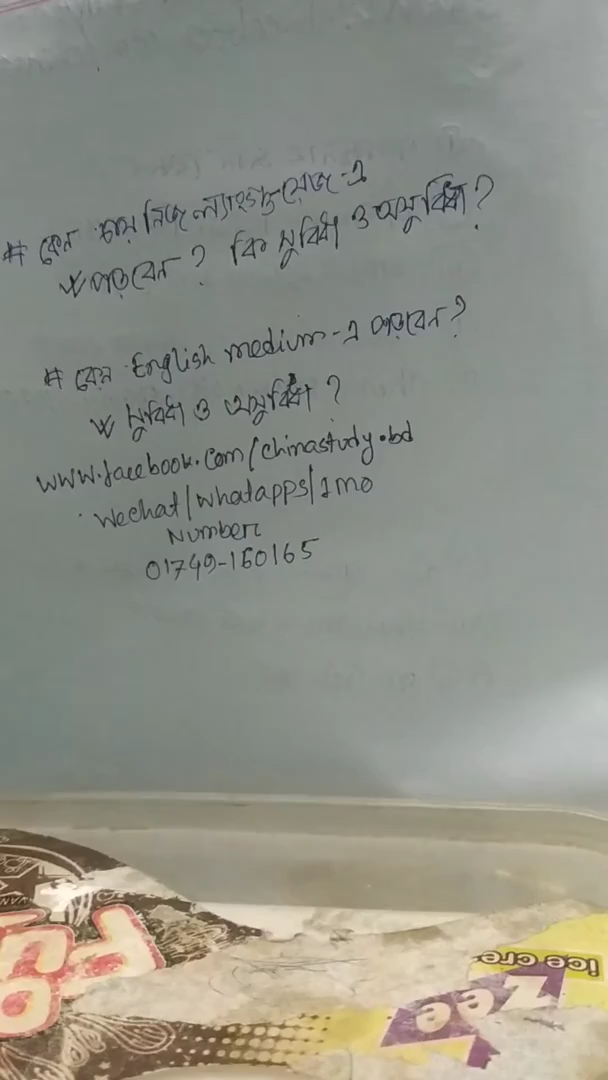 # কেন চায়নিজ ল্যাংগুয়েজ-এ
পড়বেন? কি সুবিধা ও অসুবিধা?
# কেন English medium-এ পড়বেন?
সুবিধা ও অসুবিধা?
www.facebook.com/chinastudy.bd
wechat/whatapps/Imo
Number
01749-160165
ice cre
zee